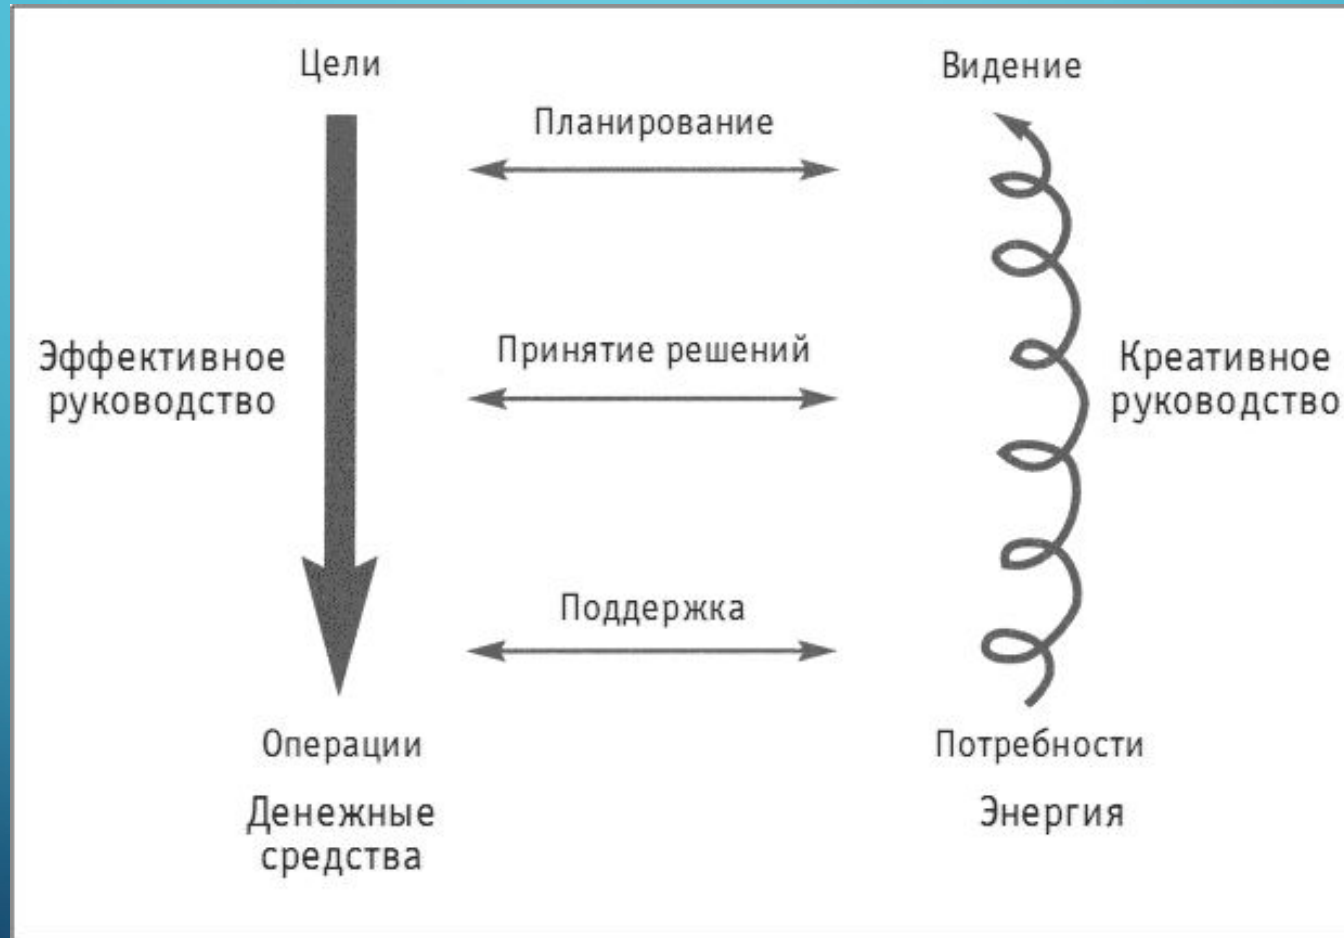 Цели
Видение
Планирование
Эффективное
руководство
Принятие решений
Креативное
руководство
Поддержка
Операции
Потребности
Денежные
средства
Энергия